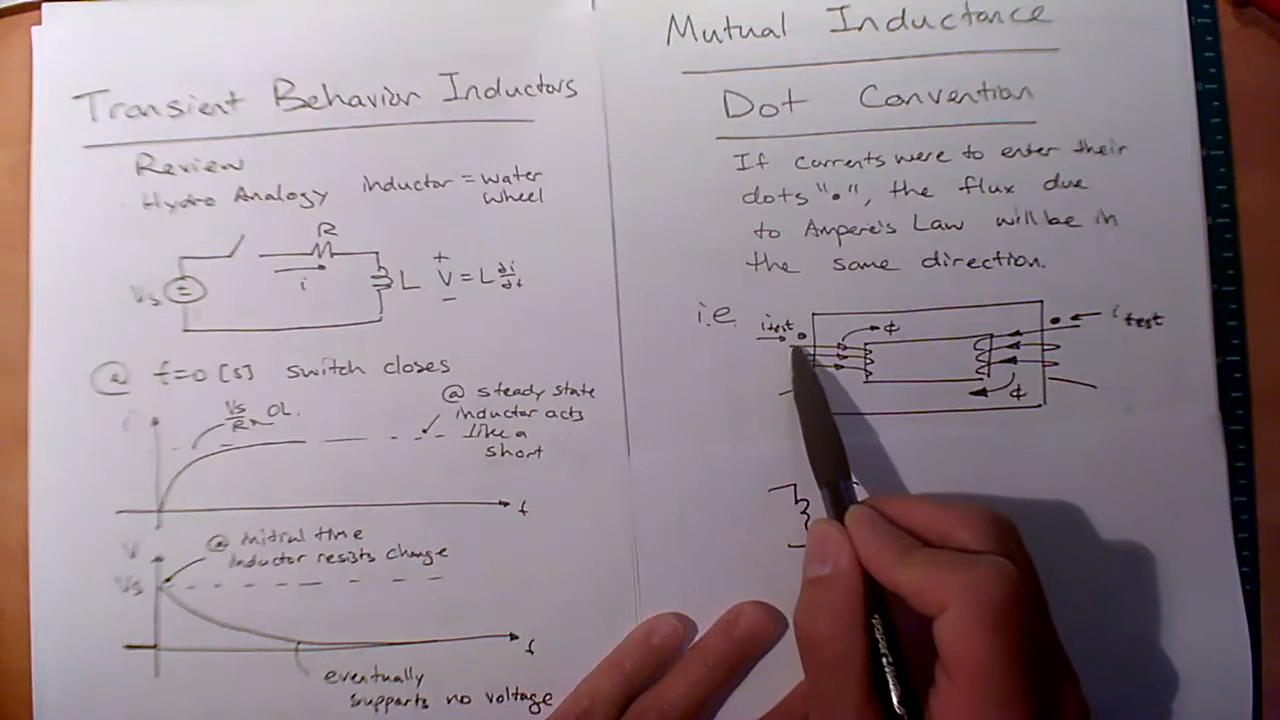 Transient Behavior Inductors
Review
Hydro Analogy inductor = water
wheel
R
Vs
i
L
+
V = L di/dt
-
@ t=0 [s] switch closes
i
Vs/R
@ steady state
inductor acts
like a
short
t
@ initial time
inductor resists change
V
Vs
t
eventually
supports no voltage
Mutual Inductance
Dot Convention
If currents were to enter their
dots "•", the flux due
to Ampere's Law will be in
the same direction.
i.e.
i test
ϕ
i test
ϕ